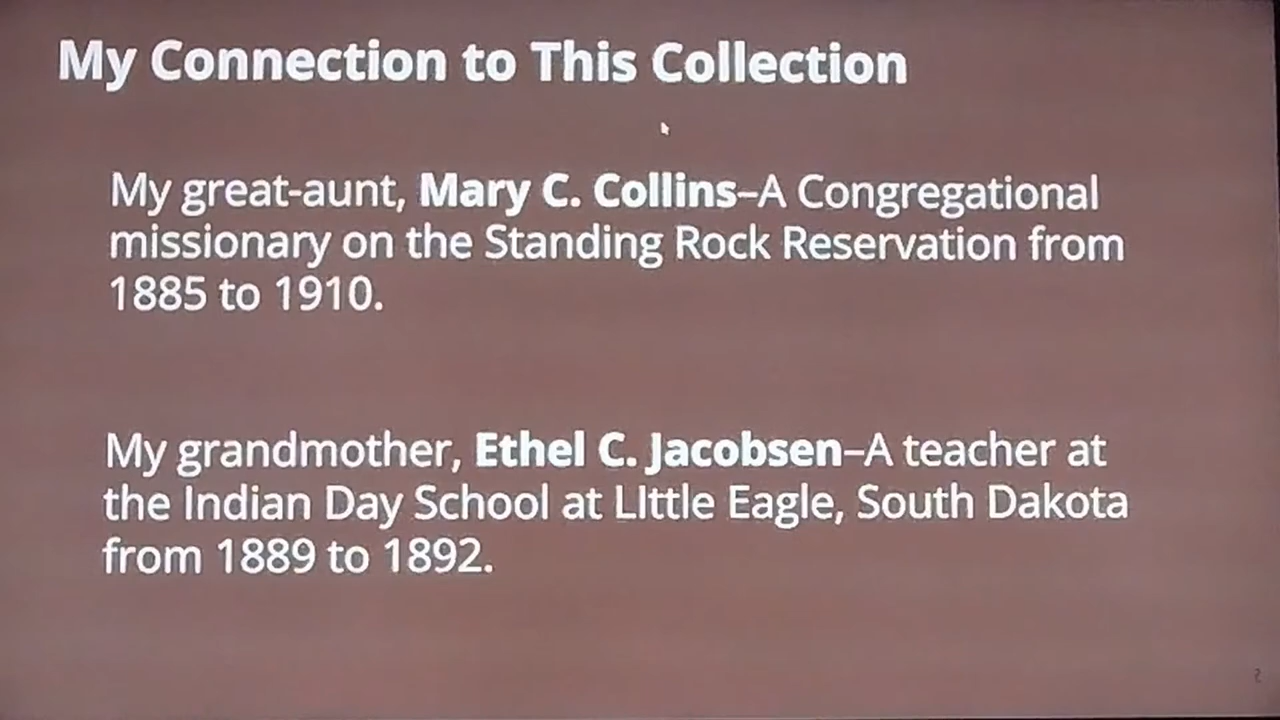 My Connection to This Collection
My great-aunt, Mary C. Collins–A Congregational
missionary on the Standing Rock Reservation from
1885 to 1910.
My grandmother, Ethel C. Jacobsen–A teacher at
the Indian Day School at LIttle Eagle, South Dakota
from 1889 to 1892.
2